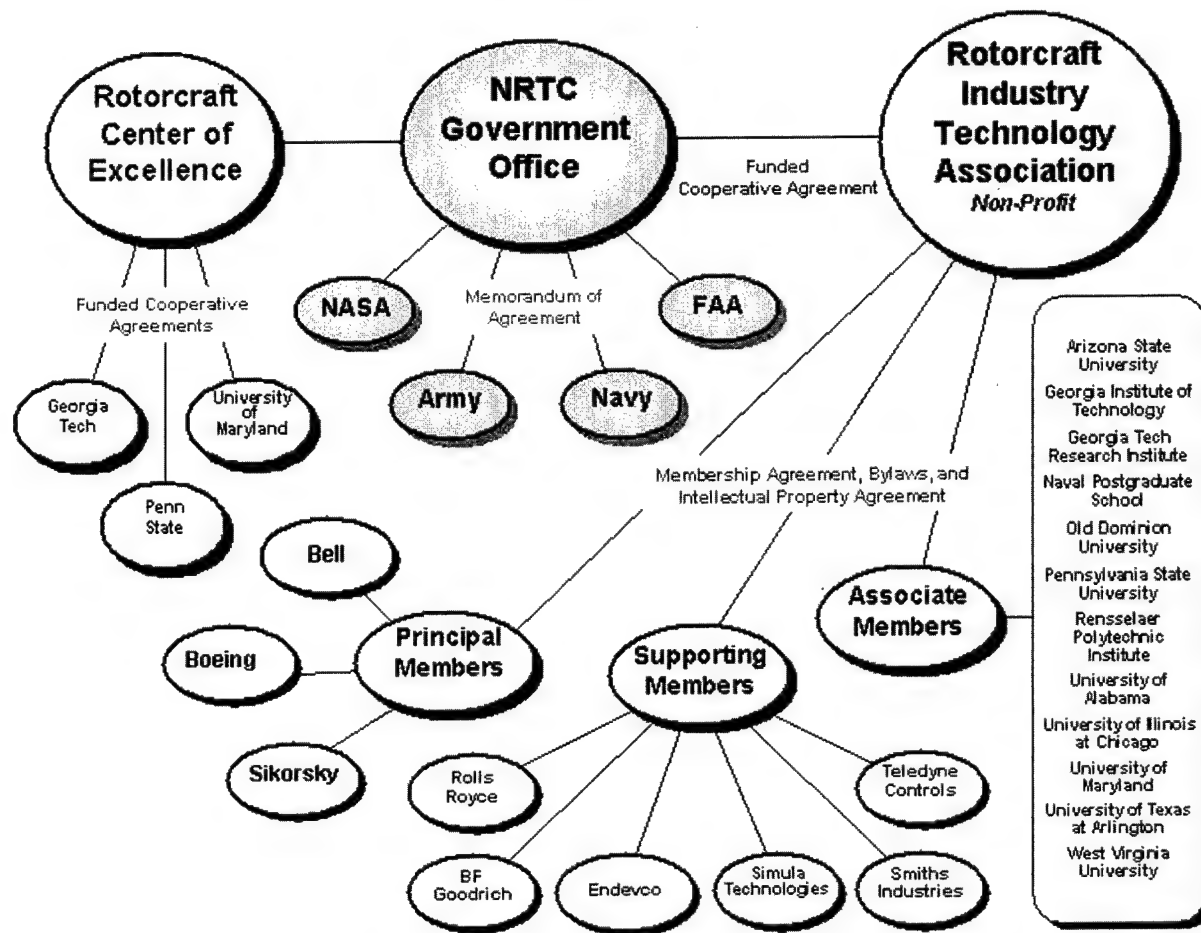 Rotorcraft
Center of
Excellence
NRTC
Government
Office
Rotorcraft
Industry
Technology
Association
Non-Profit
Funded
Cooperative Agreement
Funded Cooperative
Agreements
NASA
Memorandum of
Agreement
FAA
Army
Navy
Georgia
Tech
University
of
Maryland
Penn
State
Membership Agreement, Bylaws, and
Intellectual Property Agreement
Bell
Boeing
Sikorsky
Principal
Members
Supporting
Members
Associate
Members
Rolls
Royce
BF
Goodrich
Endevco
Simula
Technologies
Smiths
Industries
Teledyne
Controls
Arizona State
University
Georgia Institute of
Technology
Georgia Tech
Research Institute
Naval Postgraduate
School
Old Dominion
University
Pennsylvania State
University
Rensselaer
Polytechnic
Institute
University of
Alabama
University of Illinois
at Chicago
University of
Maryland
University of Texas
at Arlington
West Virginia
University